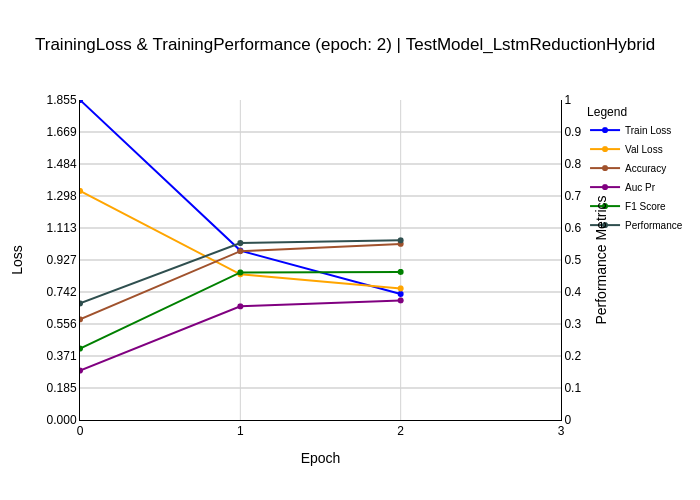 TrainingLoss & TrainingPerformance (epoch: 2) | TestModel_LstmReductionHybrid
1.855
1.669
1.484
1.298
1.113
0.927
0.742
0.556
0.371
0.185
0.000
Loss
0
1
2
3
Epoch
1
0.9
0.8
0.7
0.6
0.5
0.4
0.3
0.2
0.1
0
Performance Metrics
Legend
Train Loss
Val Loss
Accuracy
Auc Pr
F1 Score
Performance